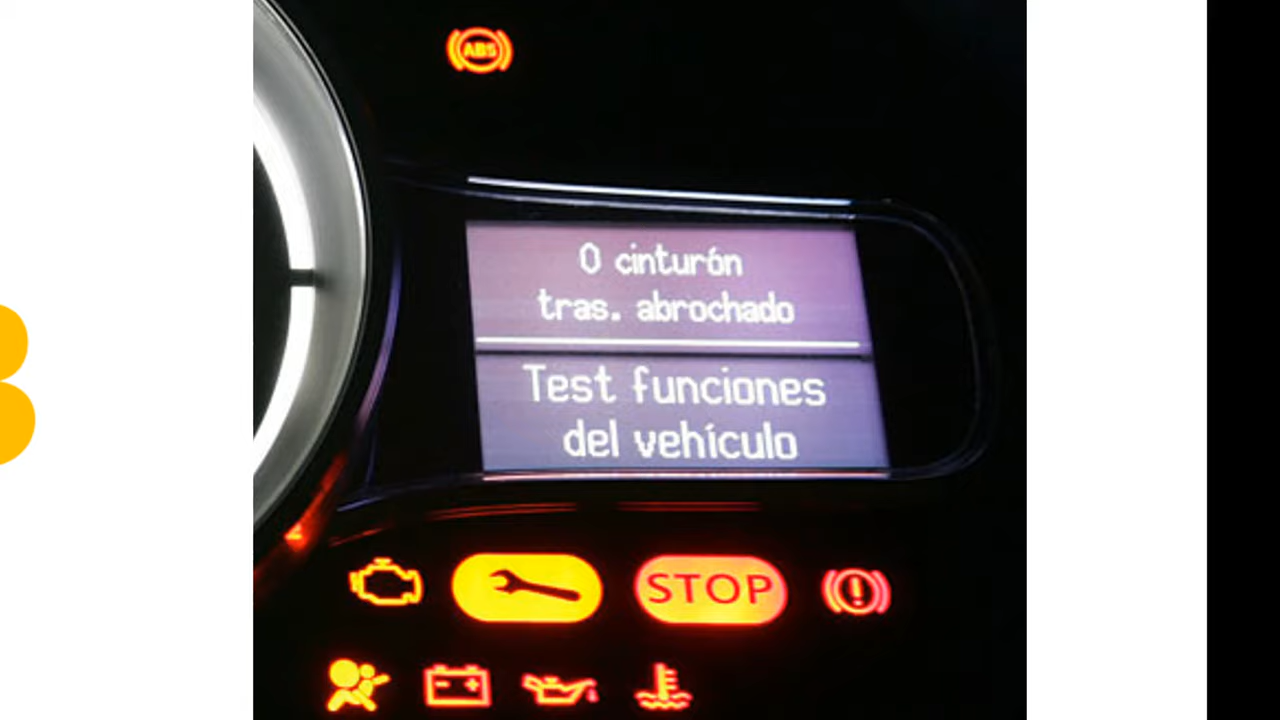 ABS
0 cinturón
tras. abrochado
Test funciones
del vehículo
STOP